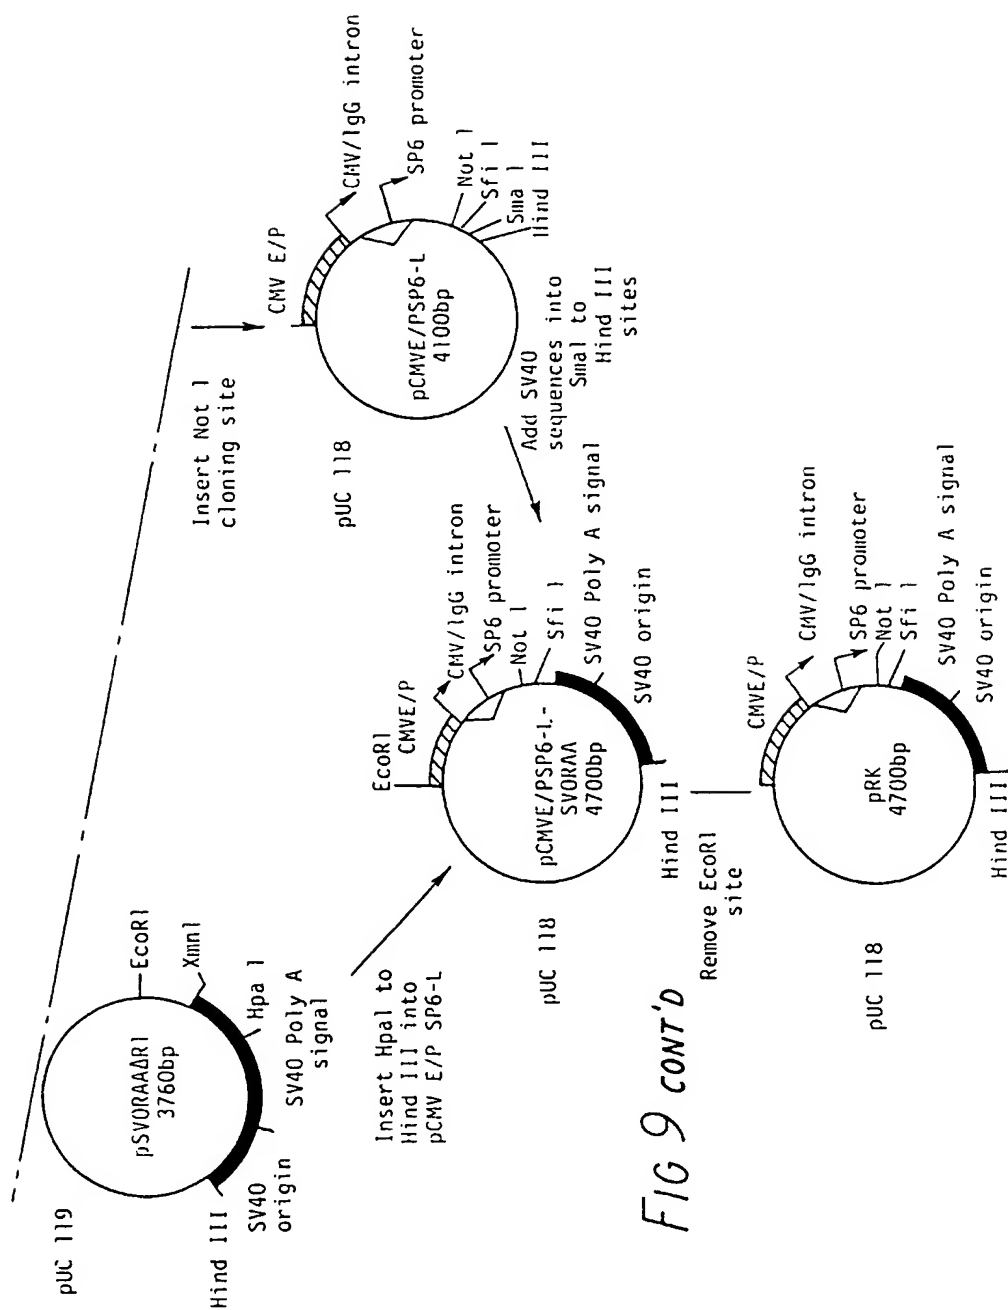 pUC 119
pSVORAAΔR1
3760bp
EcoR1
Xmn1
Hpa 1
SV40 Poly A
signal
SV40
origin
Hind III
Insert Hpa1 to
Hind III into
pCMV E/P SP6-L
Insert Not 1
cloning site
pUC 118
CMV E/P
CMV/1gG intron
SP6 promoter
pCMVE/PSP6-L
4100bp
Not 1
Sfi 1
Sma 1
Hind III
Add SV40
sequences into
Sma1 to
Hind III
sites
EcoR1
CMVE/P
CMV/1gG intron
SP6 promoter
Not 1
Sfi 1
SV40 Poly A signal
SV40 origin
pCMVE/PSP6-L-
SVORAA
4700bp
Hind III
pUC 118
Remove EcoR1
site
CMVE/P
CMV/1gG intron
SP6 promoter
Not 1
Sfi 1
SV40 Poly A signal
SV40 origin
pRK
4700bp
Hind III
pUC 118
FIG 9 CONT'D